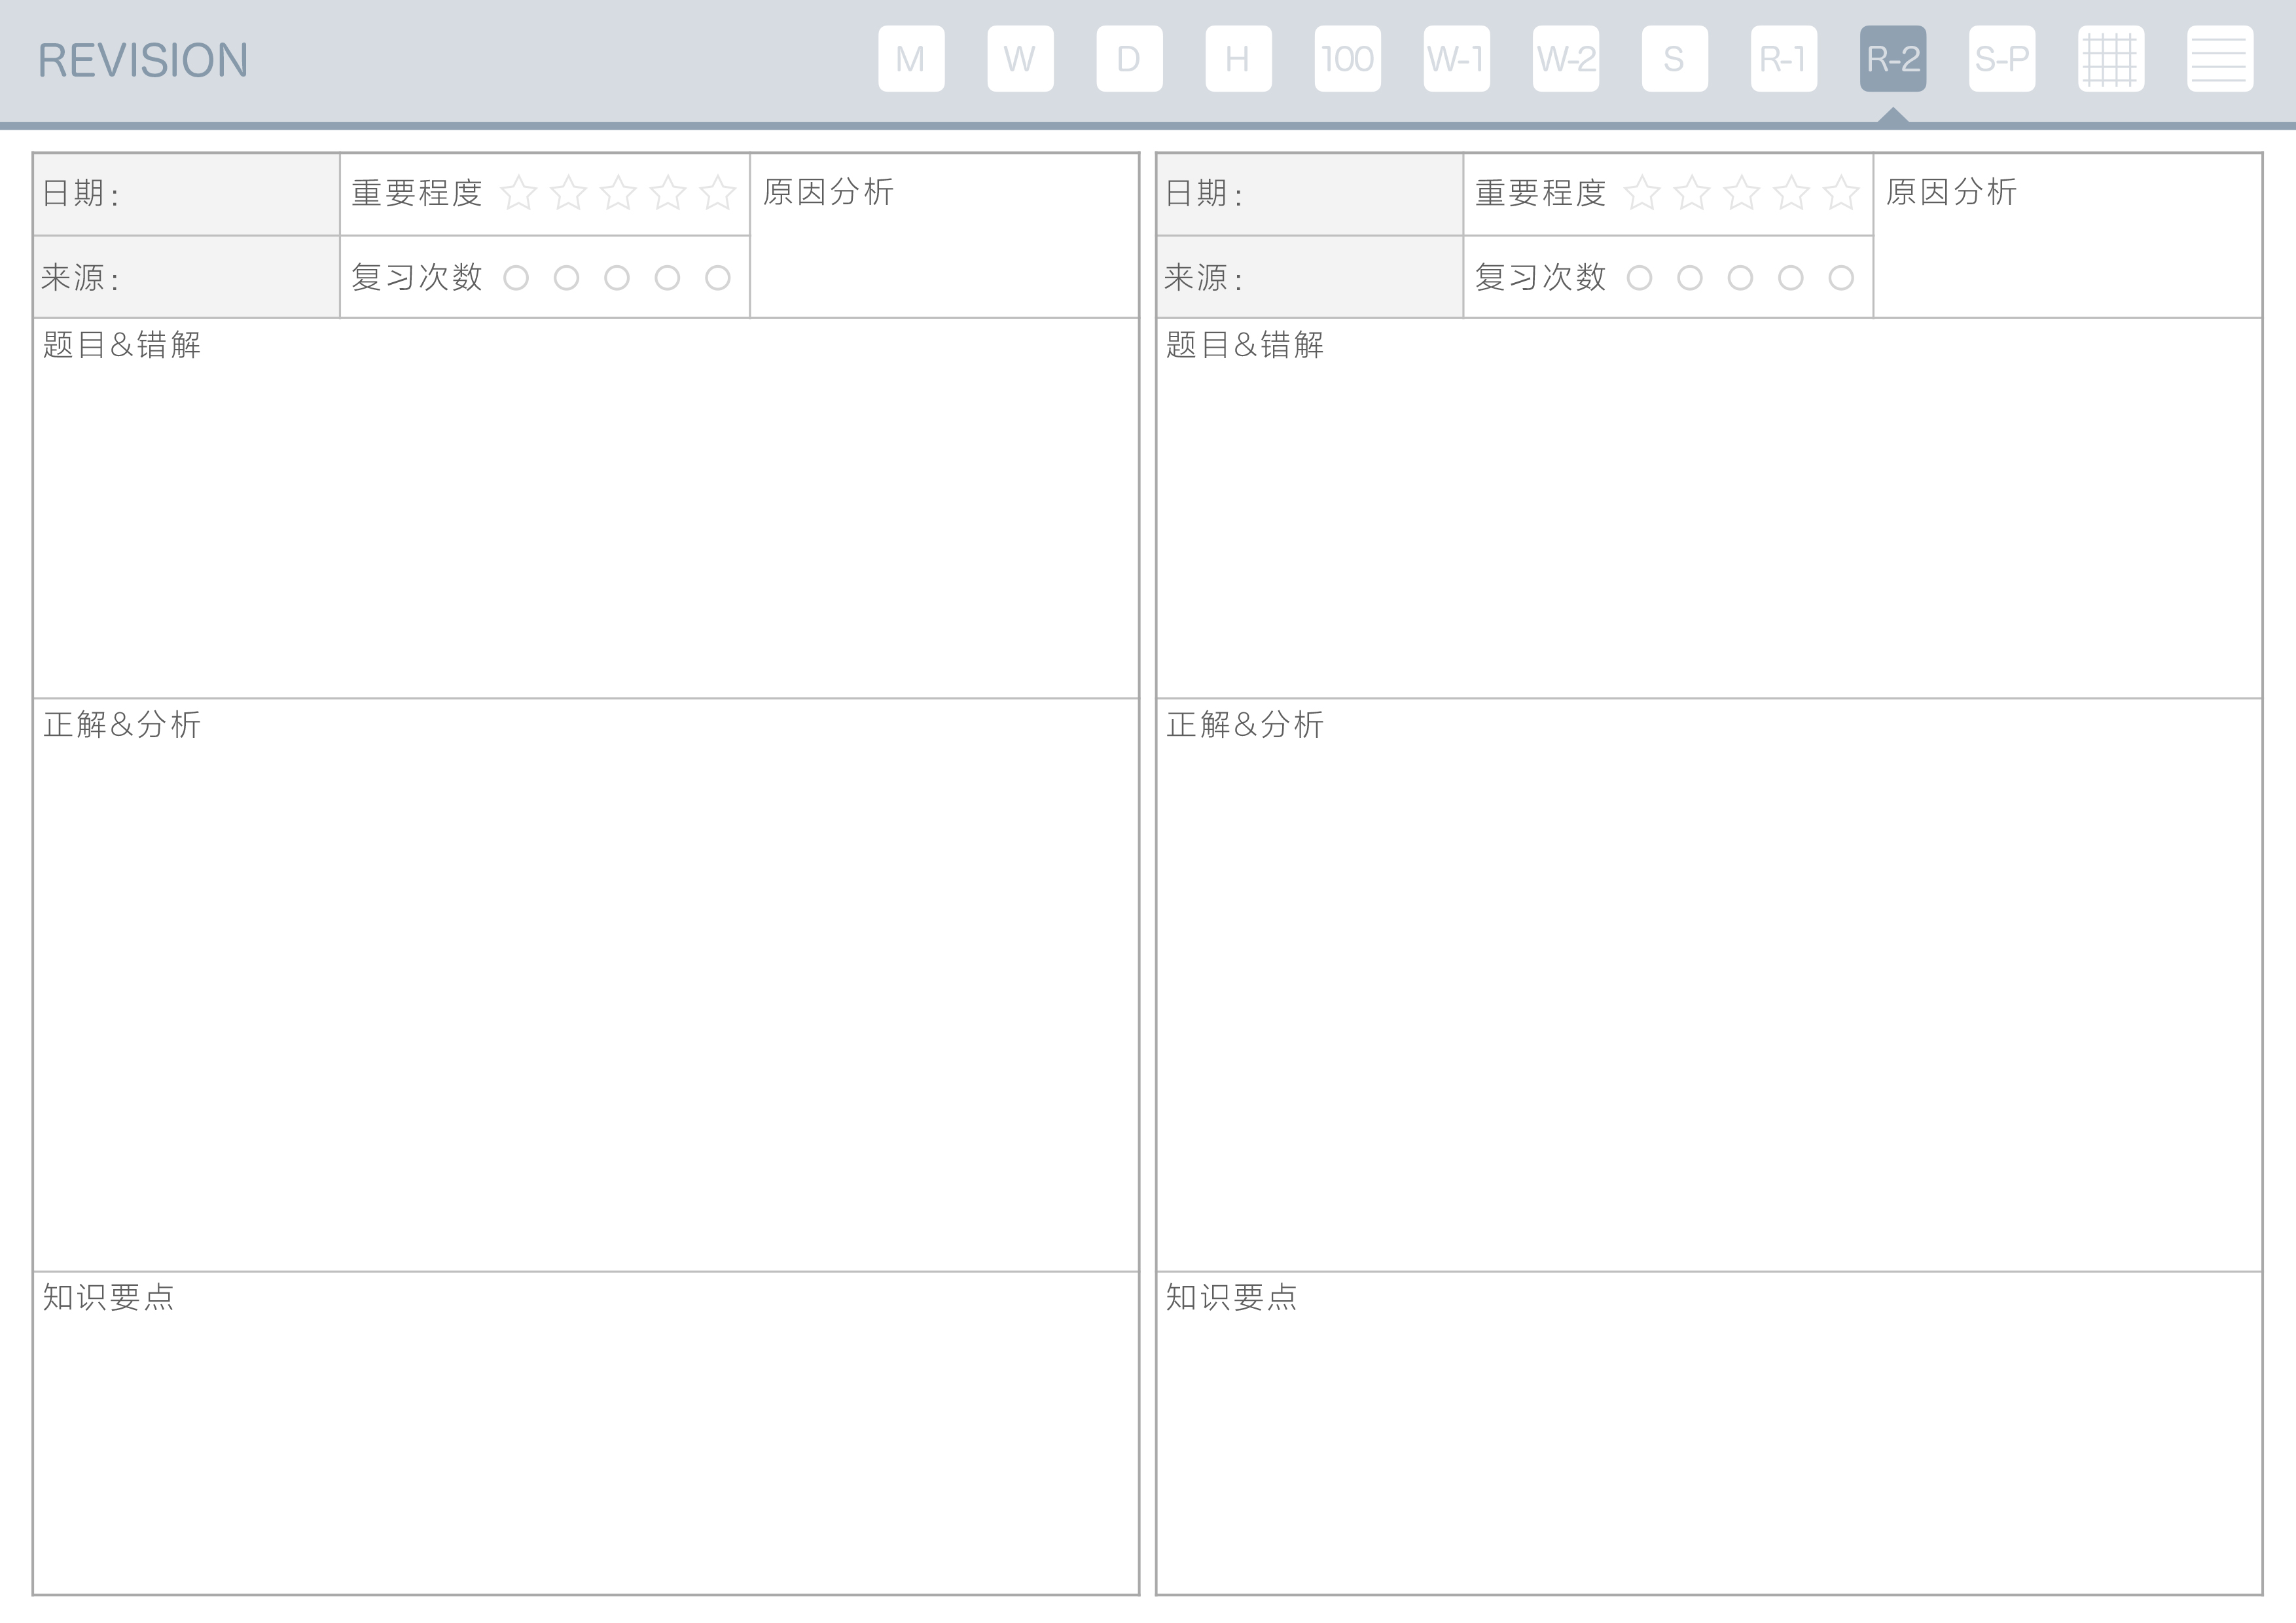 REVISION
M W D H 100 W-1 W-2 S R-1 R-2 S-P
日期:
重要程度
原因分析
来源:
复习次数
题目&错解
正解&分析
知识要点
日期:
重要程度
原因分析
来源:
复习次数
题目&错解
正解&分析
知识要点